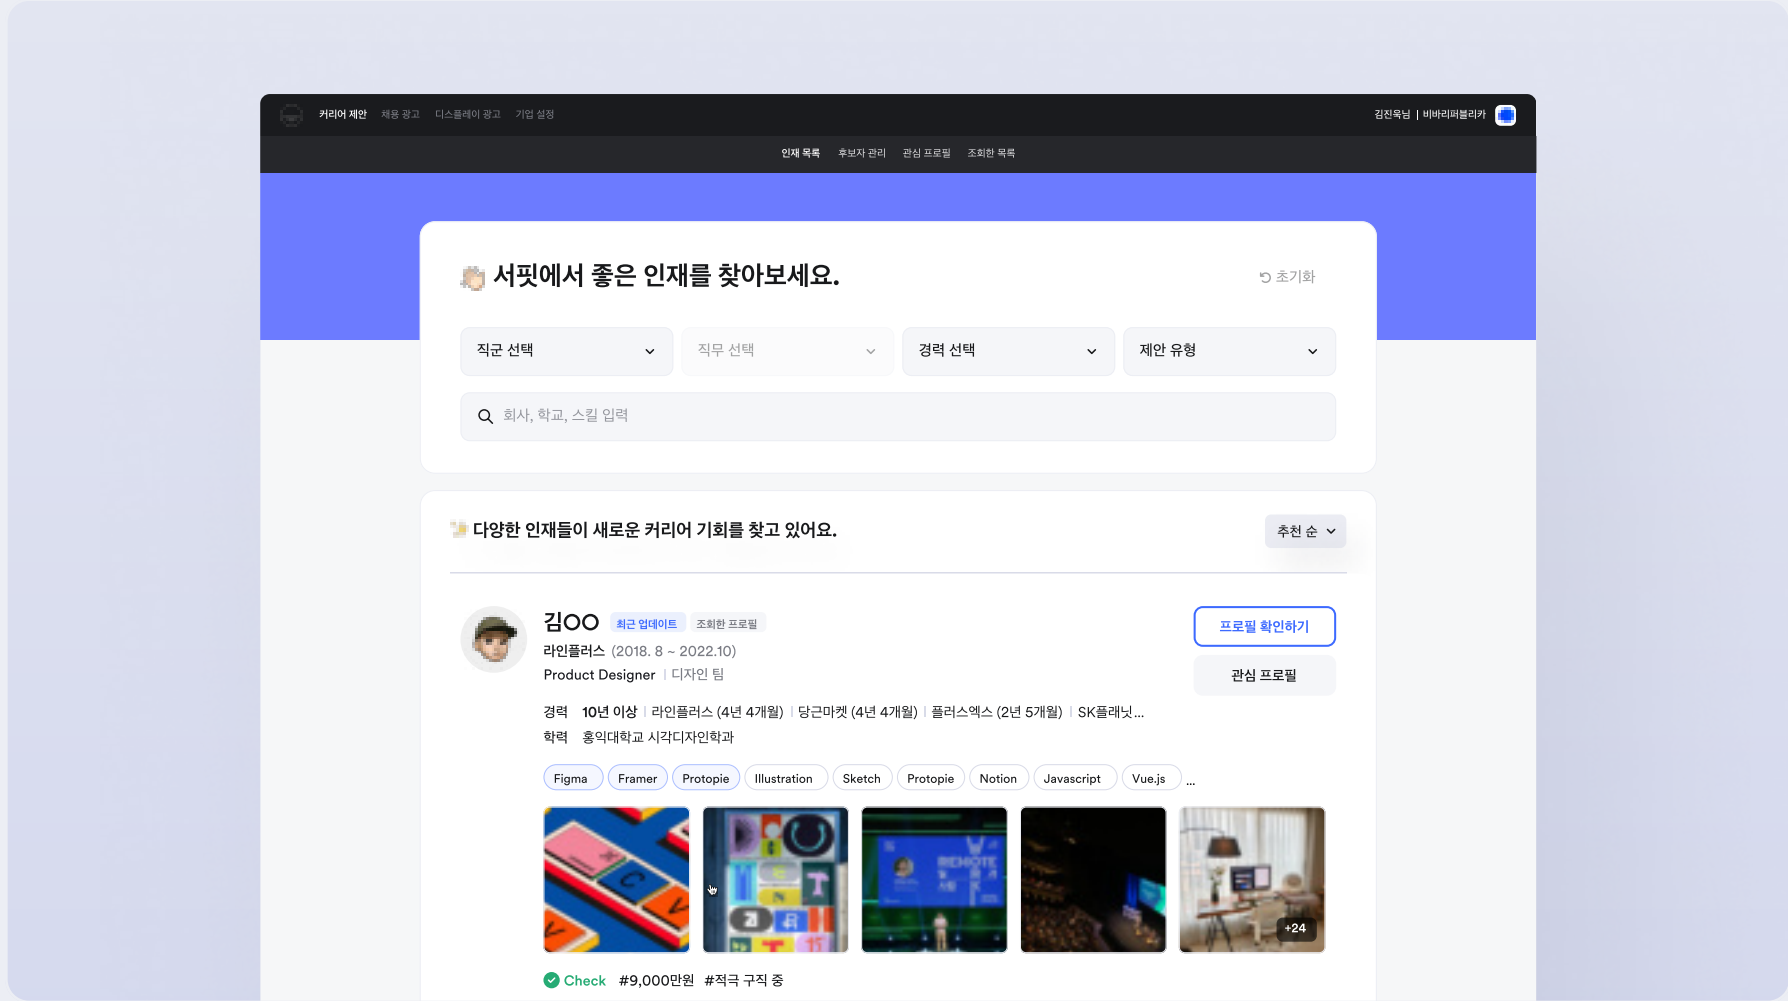 커리어 제안 채용 광고 디스플레이 광고 기업 설정 김진욱님 | 비바리퍼블리카
인재 목록 후보자 관리 관심 프로필 조회한 목록
서핏에서 좋은 인재를 찾아보세요. 초기화
직군 선택 직무 선택 경력 선택 제안 유형
회사, 학교, 스킬 입력
다양한 인재들이 새로운 커리어 기회를 찾고 있어요. 추천 순
김○○ 최근 업데이트 조회한 프로필
프로필 확인하기
라인플러스 (2018. 8 ~ 2022.10)
Product Designer | 디자인 팀
관심 프로필
경력 10년 이상 | 라인플러스 (4년 4개월) | 당근마켓 (4년 4개월) | 플러스엑스 (2년 5개월) | SK플래닛...
학력 홍익대학교 시각디자인학과
Figma Framer Protopie Illustration Sketch Protopie Notion Javascript Vue.js ...
REMOTE
+24
Check #9,000만원 #적극 구직 중